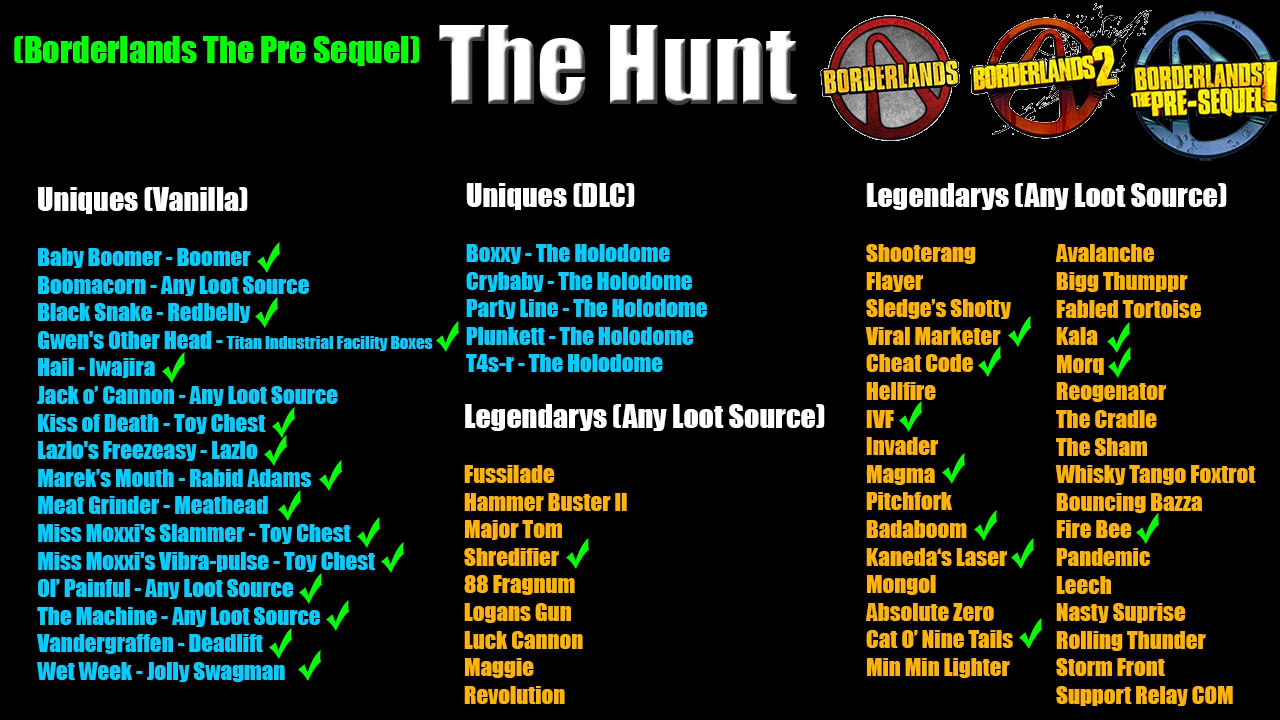 (Borderlands The Pre Sequel)
The Hunt
BORDERLANDS
BORDERLANDS 2
BORDERLANDS
THE PRE-SEQUEL!
Uniques (Vanilla)
Baby Boomer - Boomer
Boomacorn - Any Loot Source
Black Snake - Redbelly
Gwen's Other Head - Titan Industrial Facility Boxes
Hail - Iwajira
Jack o’ Cannon - Any Loot Source
Kiss of Death - Toy Chest
Lazlo's Freezeasy - Lazlo
Marek’s Mouth - Rabid Adams
Meat Grinder - Meathead
Miss Moxxi's Slammer - Toy Chest
Miss Moxxi's Vibra-pulse - Toy Chest
Ol’ Painful - Any Loot Source
The Machine - Any Loot Source
Vandergraffen - Deadlift
Wet Week - Jolly Swagman
Uniques (DLC)
Boxxy - The Holodome
Crybaby - The Holodome
Party Line - The Holodome
Plunkett - The Holodome
T4s-r - The Holodome
Legendarys (Any Loot Source)
Fussilade
Hammer Buster II
Major Tom
Shredifier
88 Fragnum
Logans Gun
Luck Cannon
Maggie
Revolution
Legendarys (Any Loot Source)
Shooterang
Flayer
Sledge’s Shotty
Viral Marketer
Cheat Code
Hellfire
IVF
Invader
Magma
Pitchfork
Badaboom
Kaneda‘s Laser
Mongol
Absolute Zero
Cat O’ Nine Tails
Min Min Lighter
Avalanche
Bigg Thumppr
Fabled Tortoise
Kala
Morq
Reogenator
The Cradle
The Sham
Whisky Tango Foxtrot
Bouncing Bazza
Fire Bee
Pandemic
Leech
Nasty Suprise
Rolling Thunder
Storm Front
Support Relay COM